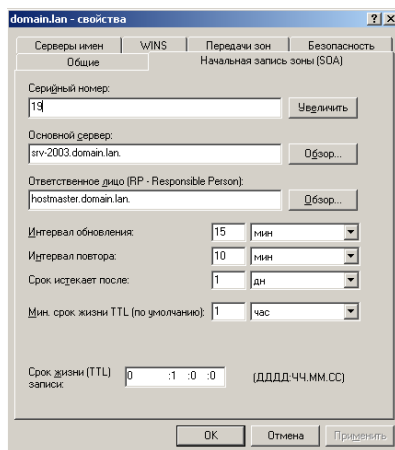 domain.lan - свойства
Серверы имен WINS Передачи зон Безопасность
Общие Начальная запись зоны (SOA)
Серийный номер:
19 Увеличить
Основной сервер:
srv-2003.domain.lan. Обзор...
Ответственное лицо (RP - Responsible Person):
hostmaster.domain.lan. Обзор...
Интервал обновления: 15 мин
Интервал повтора: 10 мин
Срок истекает после: 1 дн
Мин. срок жизни TTL (по умолчанию): 1 час
Срок жизни (TTL) записи: 0 :1 :0 :0 (ДДДД:ЧЧ.ММ.СС)
OK Отмена Применить